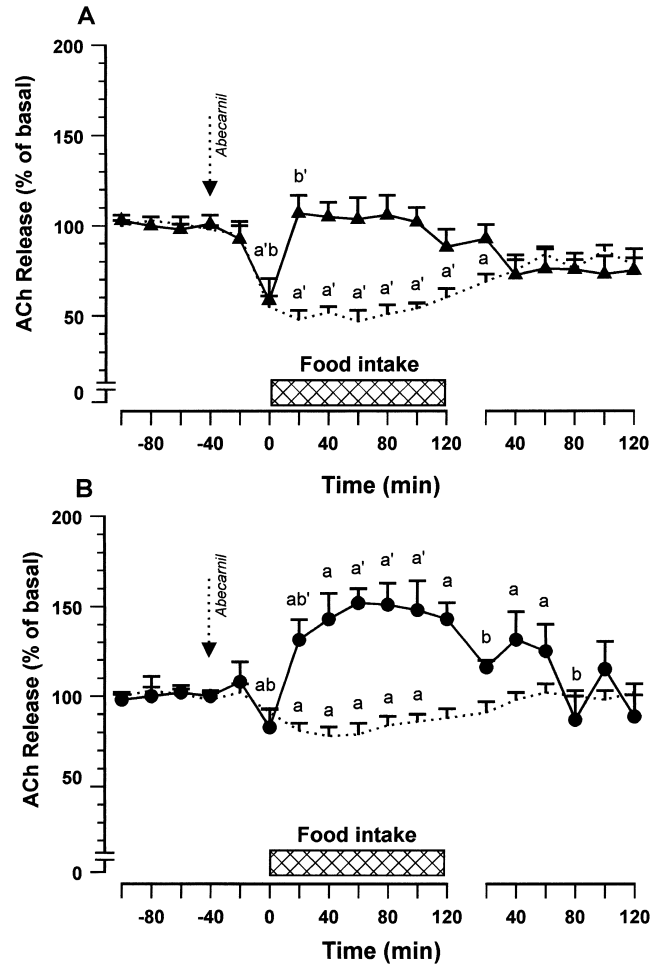 A
200
150
100
50
0
ACh Release (% of basal)
Abecarnil
a'b
b'
a' a' a' a' a' a' a
Food intake
-80 -40 0 40 80 120 40 80 120
Time (min)
B
200
150
100
50
0
ACh Release (% of basal)
Abecarnil
ab ab' a a' a' a' a b a a b
a a a a a
Food intake
-80 -40 0 40 80 120 40 80 120
Time (min)